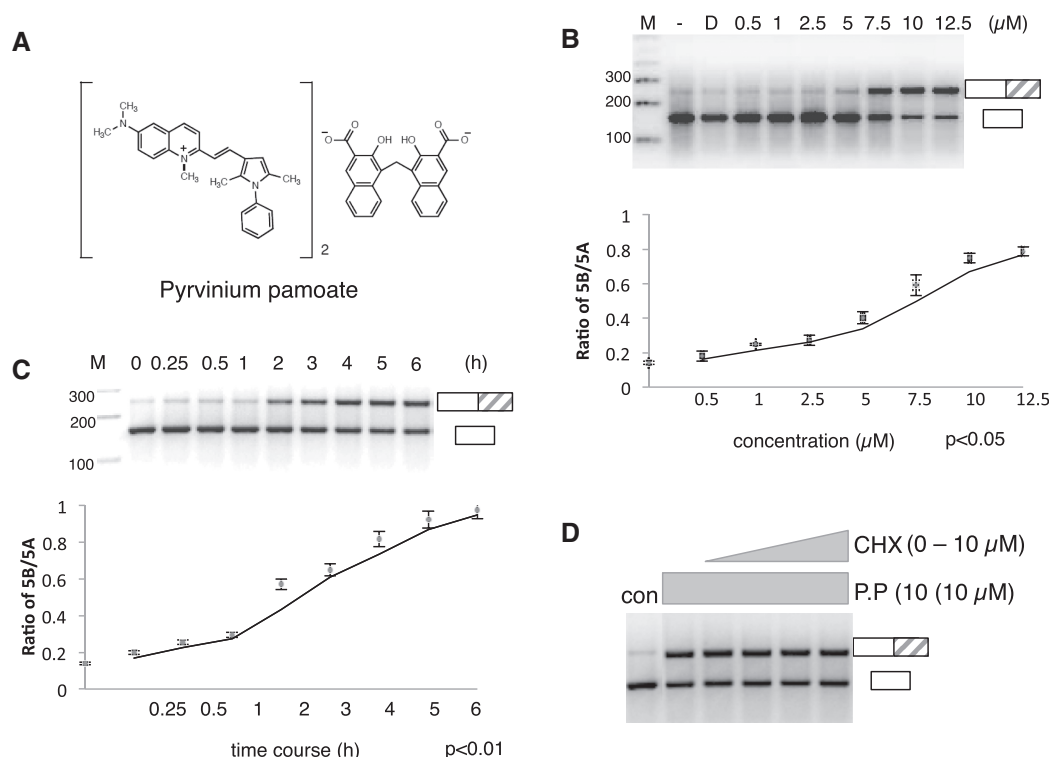 A
CH₃
H₃C
N
N
+
CH₃
H₃C
N
CH₃
2
O
⁻O
OH
OH
O
O⁻
Pyrvinium pamoate
B
M - D 0.5 1 2.5 5 7.5 10 12.5 (µM)
300
200
100
Ratio of 5B/5A
1
0.8
0.6
0.4
0.2
0
0.5 1 2.5 5 7.5 10 12.5
concentration (µM) p<0.05
C
M 0 0.25 0.5 1 2 3 4 5 6 (h)
300
200
100
Ratio of 5B/5A
1
0.8
0.6
0.4
0.2
0
0.25 0.5 1 2 3 4 5 6
time course (h) p<0.01
D
CHX (0 – 10 µM)
con P.P (10 (10 µM)